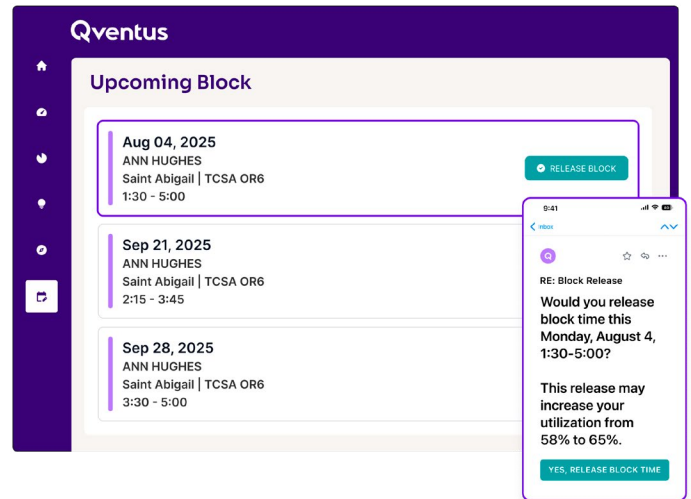 Qventus
Upcoming Block
Aug 04, 2025
ANN HUGHES
Saint Abigail | TCSA OR6
1:30 - 5:00
RELEASE BLOCK
Sep 21, 2025
ANN HUGHES
Saint Abigail | TCSA OR6
2:15 - 3:45
Sep 28, 2025
ANN HUGHES
Saint Abigail | TCSA OR6
3:30 - 5:00
9:41
Inbox
Q
RE: Block Release
Would you release
block time this
Monday, August 4,
1:30-5:00?
This release may
increase your
utilization from
58% to 65%.
YES, RELEASE BLOCK TIME